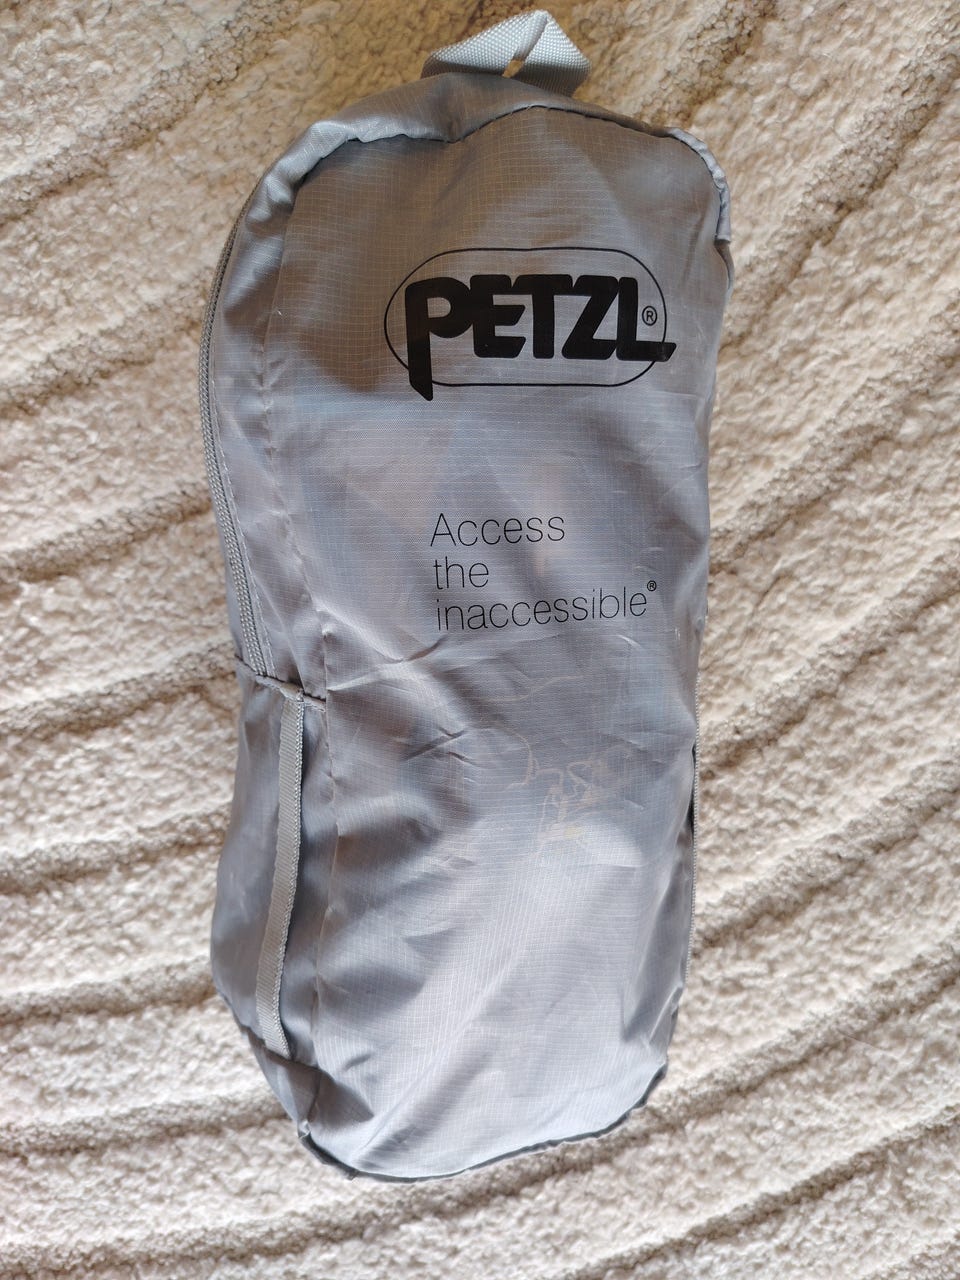 PETZL®
Access
the
inaccessible®